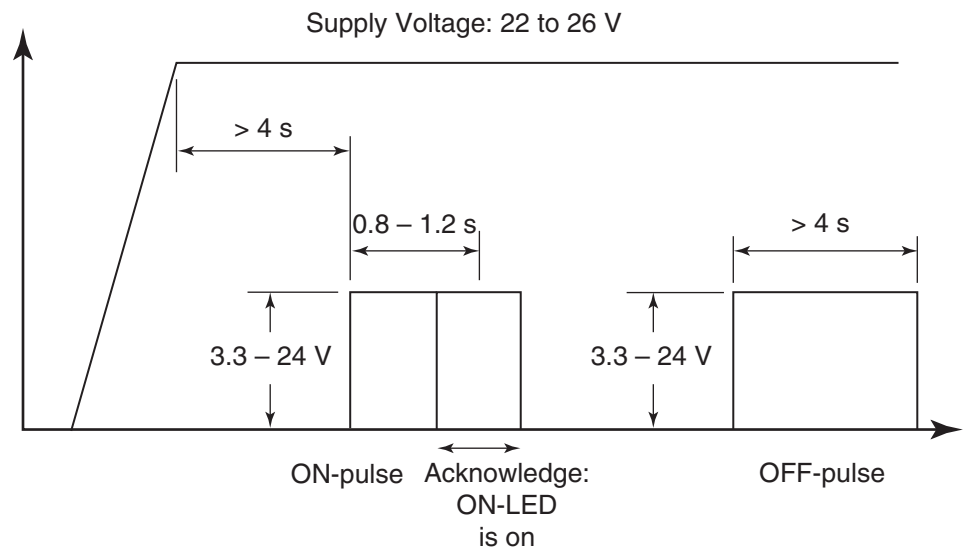 Supply Voltage: 22 to 26 V
> 4 s
0.8 – 1.2 s
> 4 s
3.3 – 24 V
3.3 – 24 V
ON-pulse
Acknowledge:
ON-LED
is on
OFF-pulse